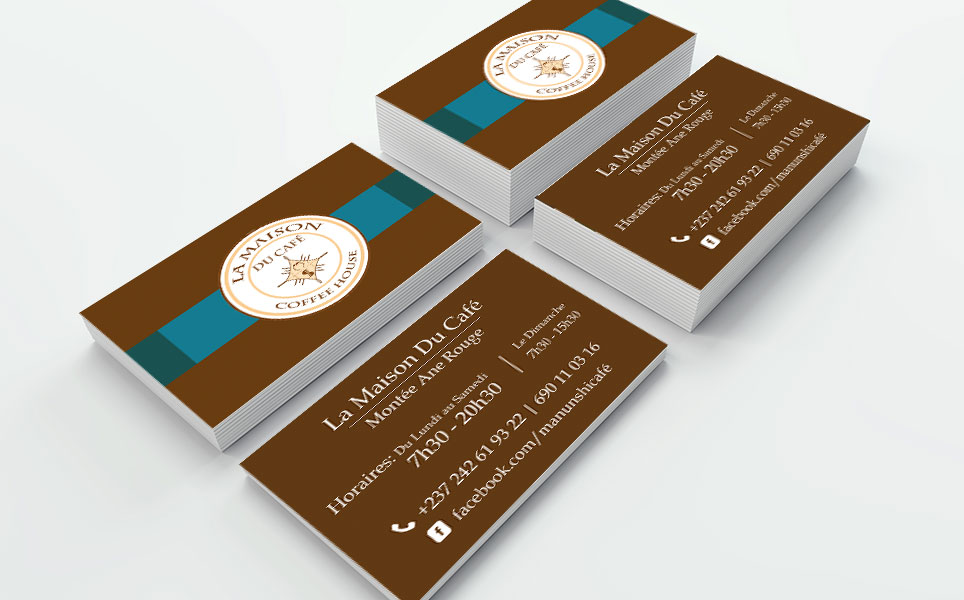 LA MAISON
DU CAFÉ
COFFEE HOUSE
La Maison Du Café
Montée Ane Rouge
Horaires: Du Lundi au Samedi
7h30 - 20h30
Le Dimanche
7h30 - 15h30
+237 242 61 93 22 | 690 11 03 16
facebook.com/manunshicafé
LA MAISON
DU CAFÉ
COFFEE HOUSE
La Maison Du Café
Montée Ane Rouge
Horaires: Du Lundi au Samedi
7h30 - 20h30
Le Dimanche
7h30 - 15h30
+237 242 61 93 22 | 690 11 03 16
facebook.com/manunshicafé